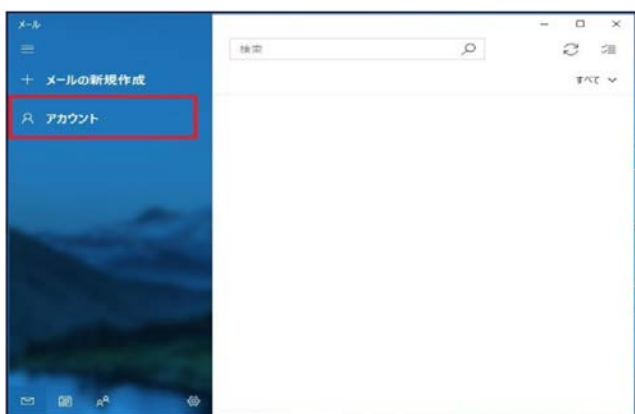 メール
検索
メールの新規作成
すべて
アカウント